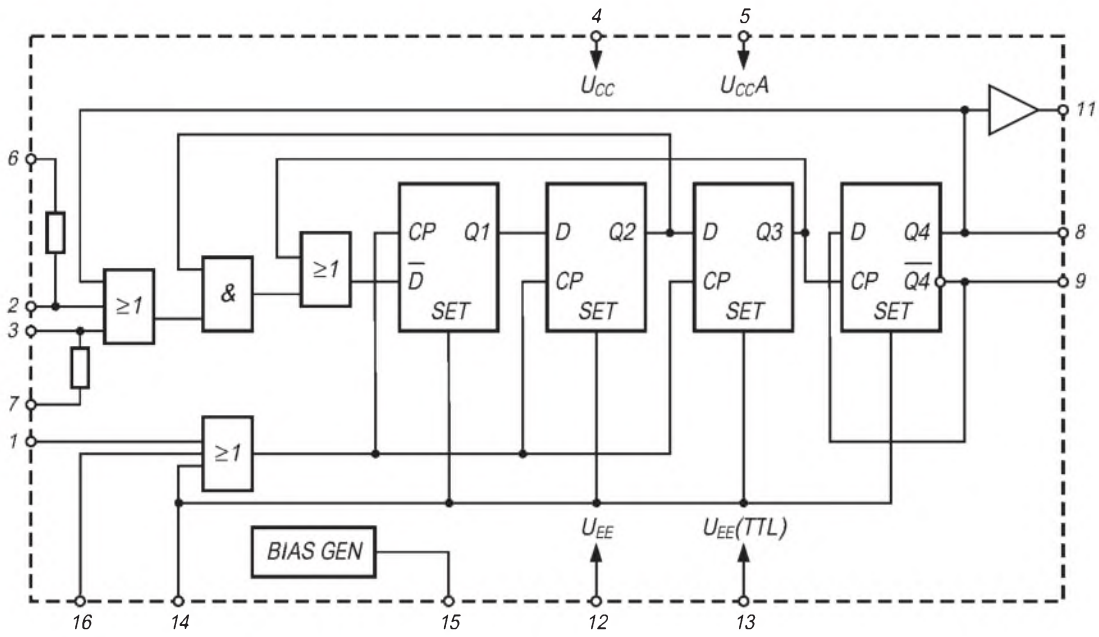 4 5
U_CC U_CCA
11
6
CP Q1 D Q2 D Q3 D Q4 8
≥1 D̅ CP CP CP Q̅4̅ 9
& SET SET SET SET
2 ≥1
3
7
1 ≥1
U_EE U_EE(TTL)
BIAS GEN
16 14 15 12 13